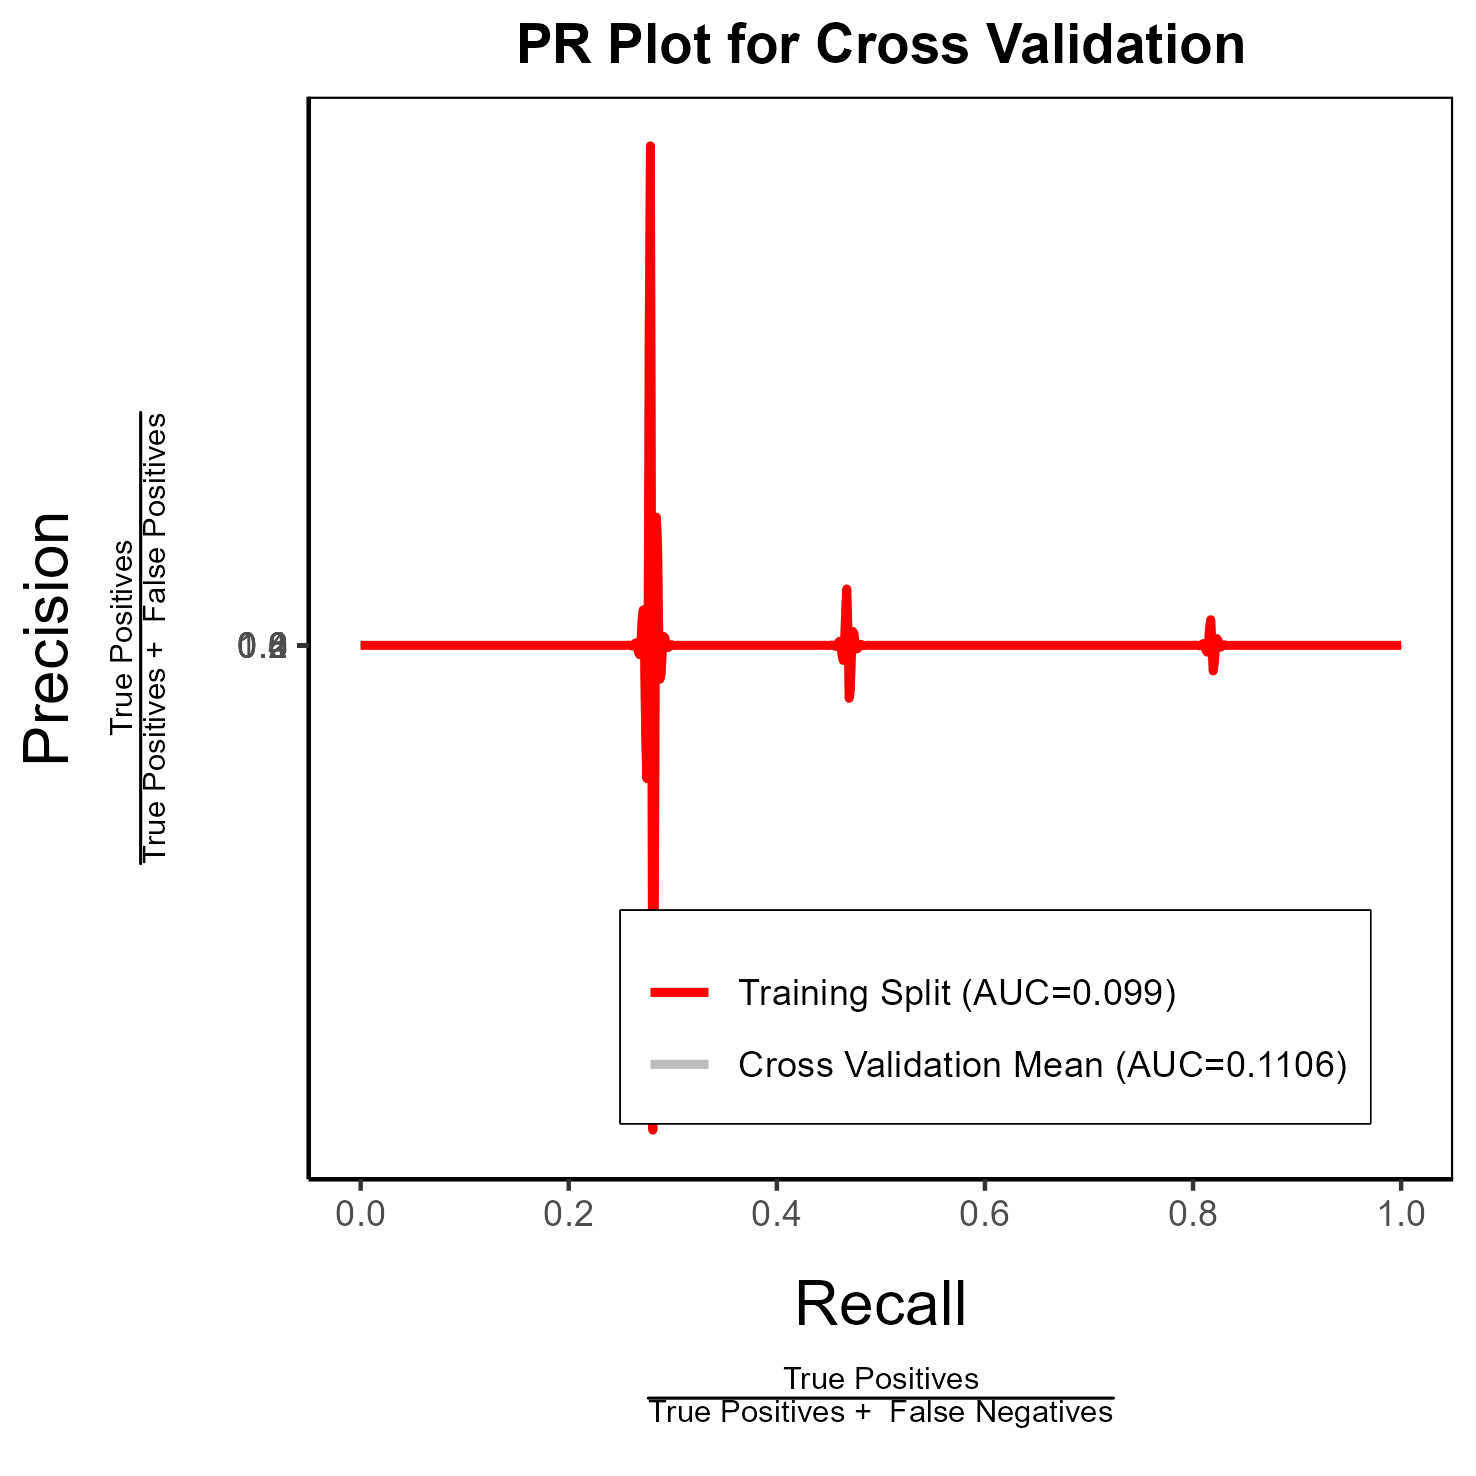 PR Plot for Cross Validation
Precision
True Positives
True Positives + False Positives
Training Split (AUC=0.099)
Cross Validation Mean (AUC=0.1106)
0.0 0.2 0.4 0.6 0.8 1.0
Recall
True Positives
True Positives + False Negatives